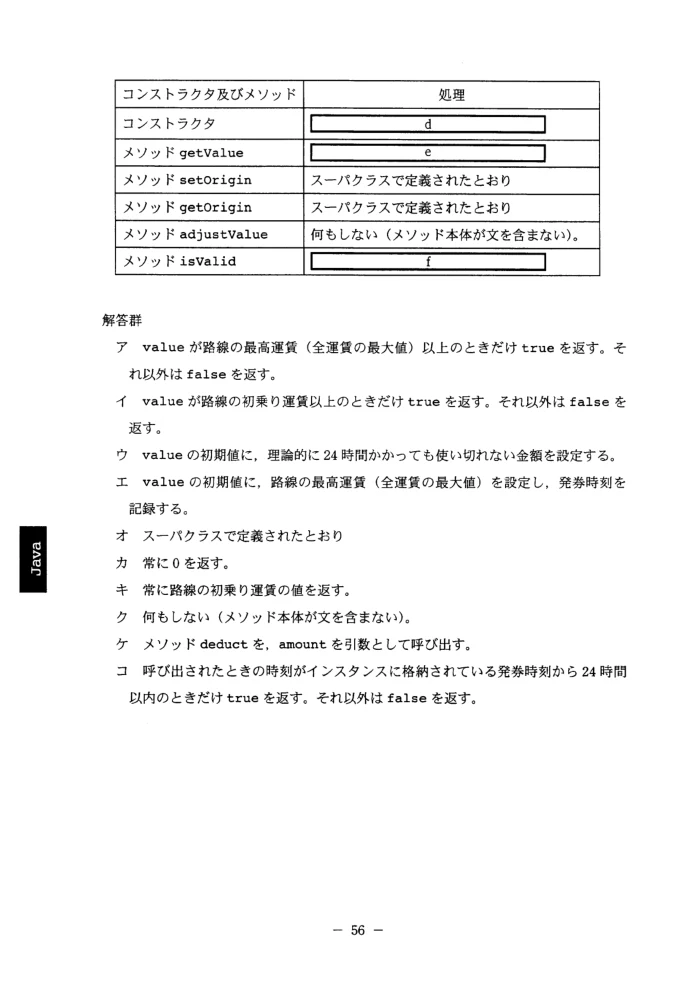 コンストラクタ及びメソッド 処理
コンストラクタ d
メソッド getValue e
メソッド setOrigin スーパクラスで定義されたとおり
メソッド getOrigin スーパクラスで定義されたとおり
メソッド adjustValue 何もしない（メソッド本体が文を含まない）。
メソッド isValid f
解答群
ア value が路線の最高運賃（全運賃の最大値）以上のときだけ true を返す。そ
れ以外は false を返す。
イ value が路線の初乗り運賃以上のときだけ true を返す。それ以外は false を
返す。
ウ value の初期値に，理論的に 24 時間かかっても使い切れない金額を設定する。
エ value の初期値に，路線の最高運賃（全運賃の最大値）を設定し，発券時刻を
記録する。
オ スーパクラスで定義されたとおり
カ 常に 0 を返す。
キ 常に路線の初乗り運賃の値を返す。
ク 何もしない（メソッド本体が文を含まない）。
ケ メソッド deduct を，amount を引数として呼び出す。
コ 呼び出されたときの時刻がインスタンスに格納されている発券時刻から 24 時間
以内のときだけ true を返す。それ以外は false を返す。
Java
－ 56 －